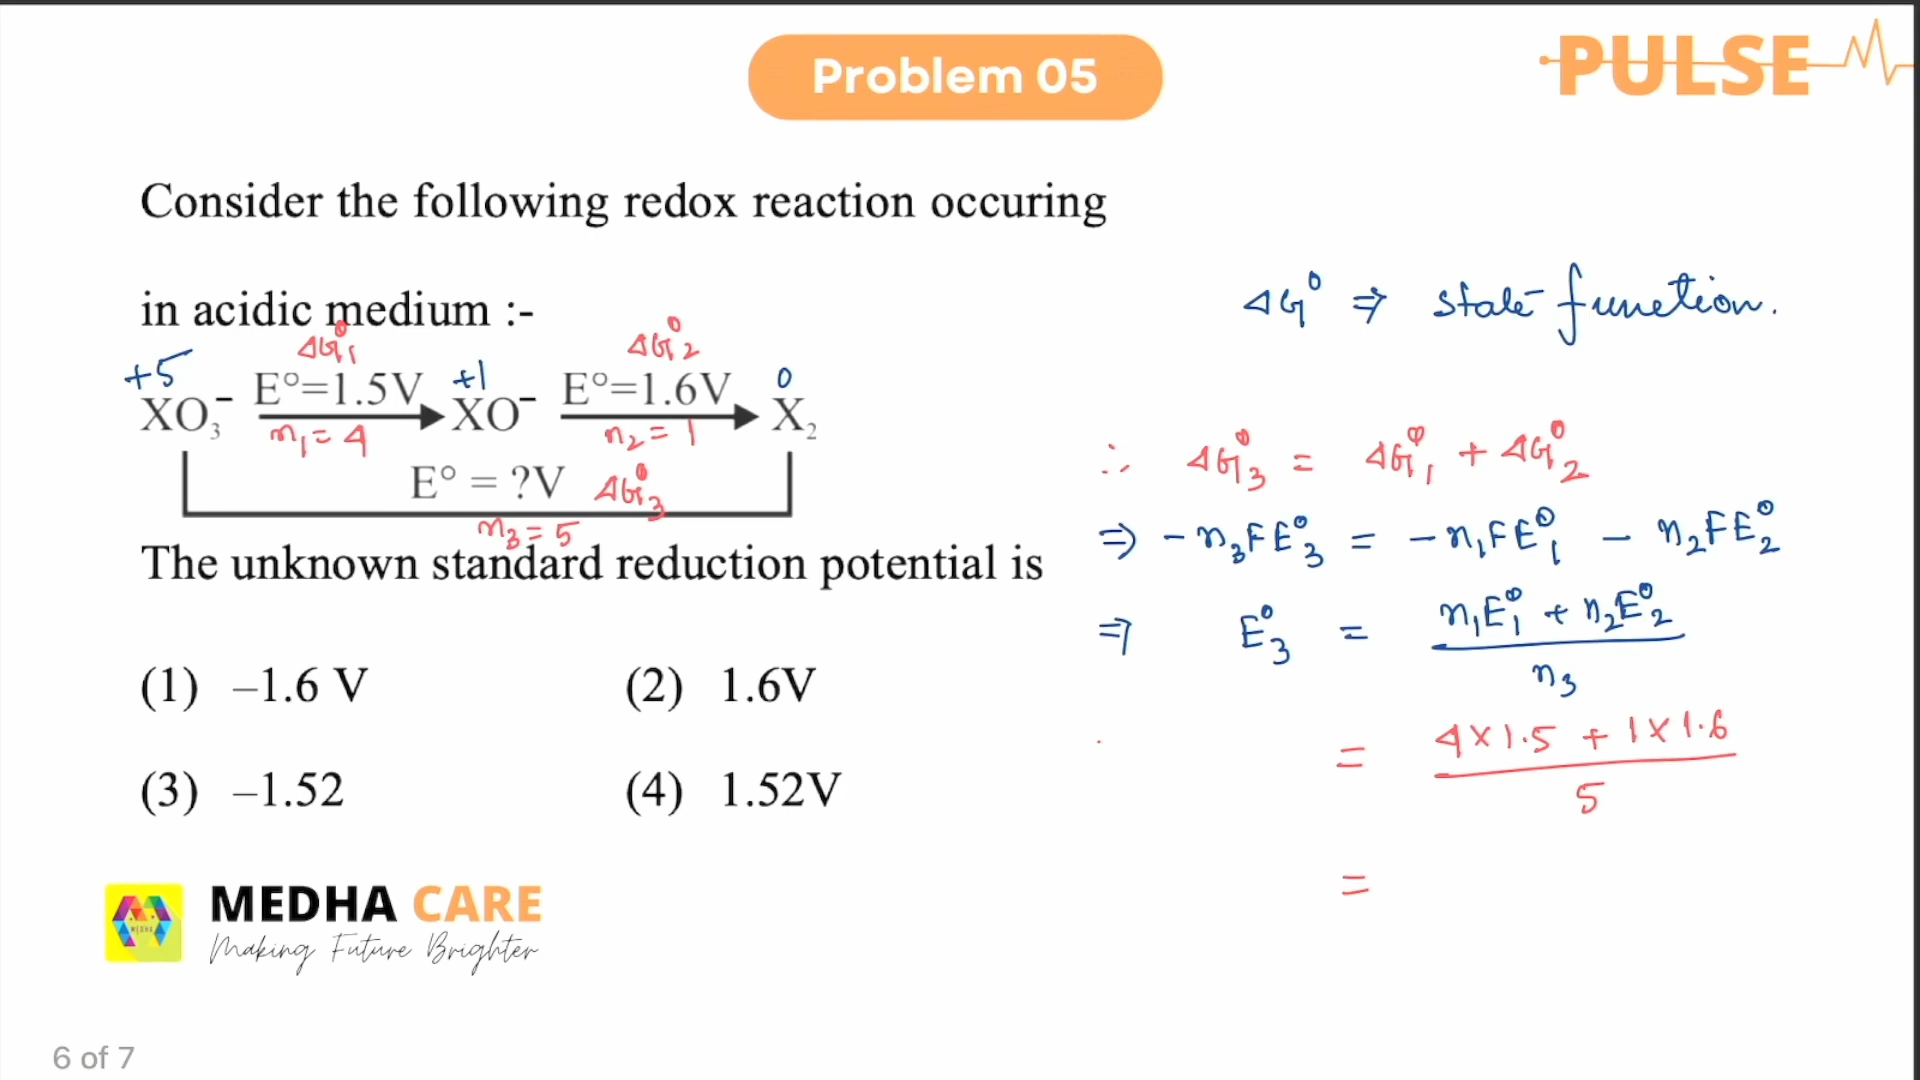 Problem 05
PULSE
Consider the following redox reaction occuring
in acidic medium :-
ΔG°₁ ΔG°₂
+5 E°=1.5V +1 E°=1.6V 0
XO₃⁻ XO⁻ X₂
n₁ = 4 n₂ = 1
E° = ?V ΔG°₃
n₃ = 5
The unknown standard reduction potential is
(1) –1.6 V (2) 1.6V
(3) –1.52 (4) 1.52V
ΔG° ⇒ state function.
∴ ΔG°₃ = ΔG°₁ + ΔG°₂
⇒ -n₃FE°₃ = -n₁FE°₁ - n₂FE°₂
⇒ E°₃ = n₁E°₁ + n₂E°₂
n₃
= 4×1.5 + 1×1.6
5
=
MEDHA
MEDHA CARE
Making Future Brighter
6 of 7